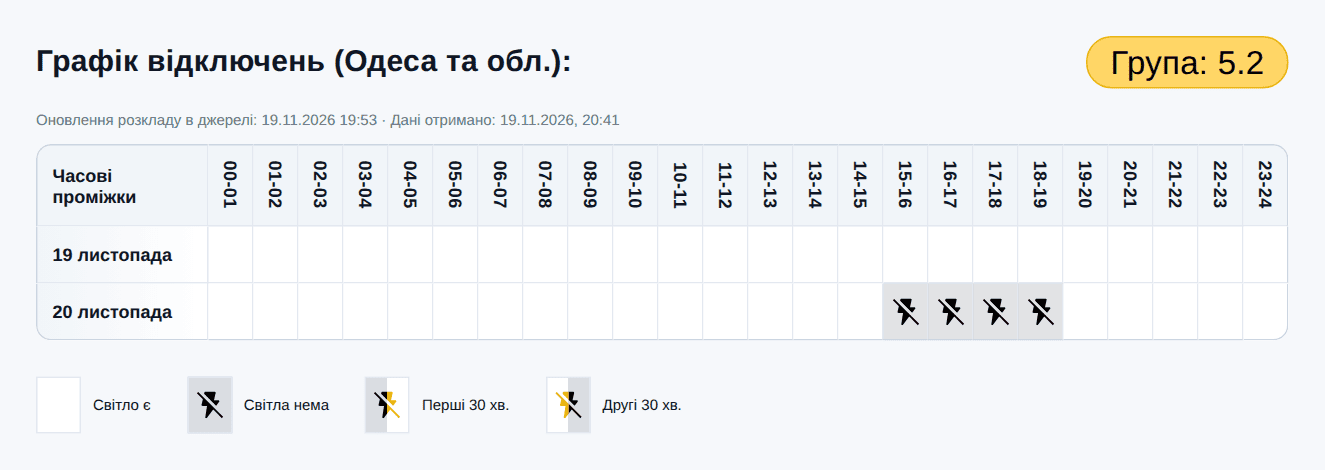 Графік відключень (Одеса та обл.):
Група: 5.2
Оновлення розкладу в джерелі: 19.11.2026 19:53 · Дані отримано: 19.11.2026, 20:41
Часові
проміжки
00-01
01-02
02-03
03-04
04-05
05-06
06-07
07-08
08-09
09-10
10-11
11-12
12-13
13-14
14-15
15-16
16-17
17-18
18-19
19-20
20-21
21-22
22-23
23-24
19 листопада
20 листопада
Світло є
Світла нема
Перші 30 хв.
Другі 30 хв.